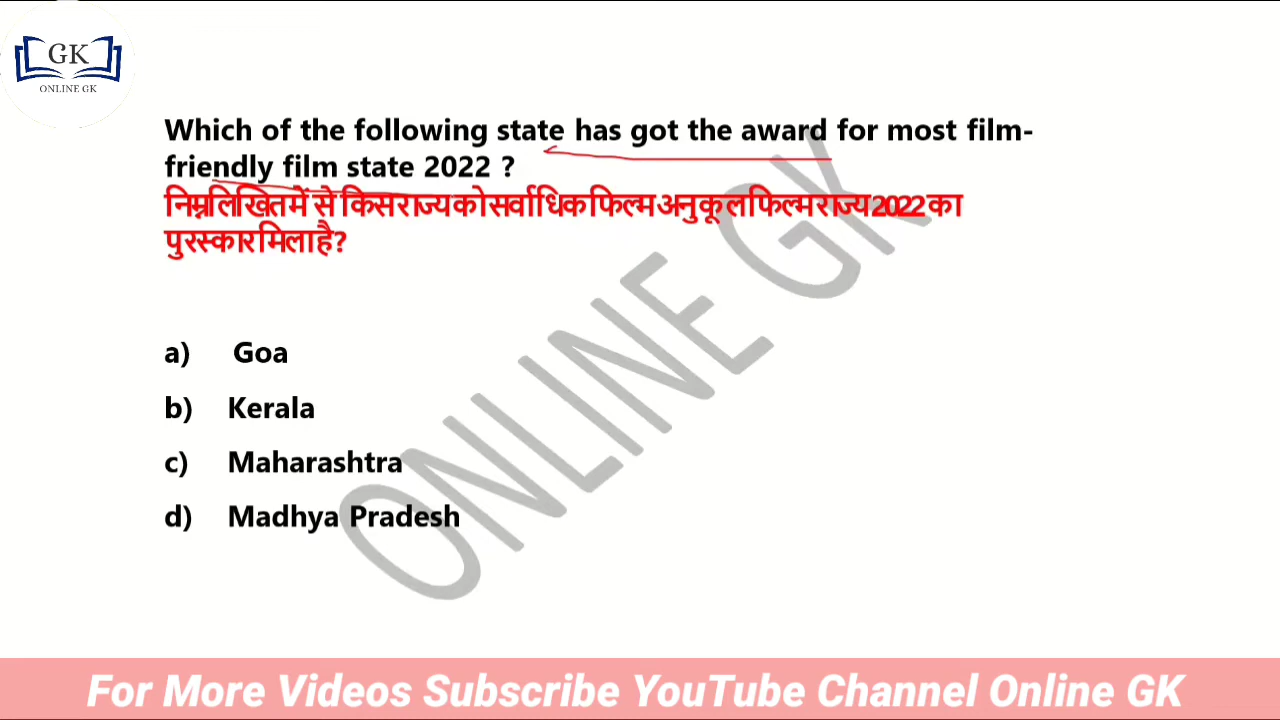 GK
ONLINE GK
Which of the following state has got the award for most film-
friendly film state 2022 ?
निम्नलिखित में से किस राज्य को सर्वाधिक फिल्म अनुकूल फिल्म राज्य 2022 का
पुरस्कार मिला है?
a) Goa
b) Kerala
c) Maharashtra
d) Madhya Pradesh
ONLINE GK
For More Videos Subscribe YouTube Channel Online GK